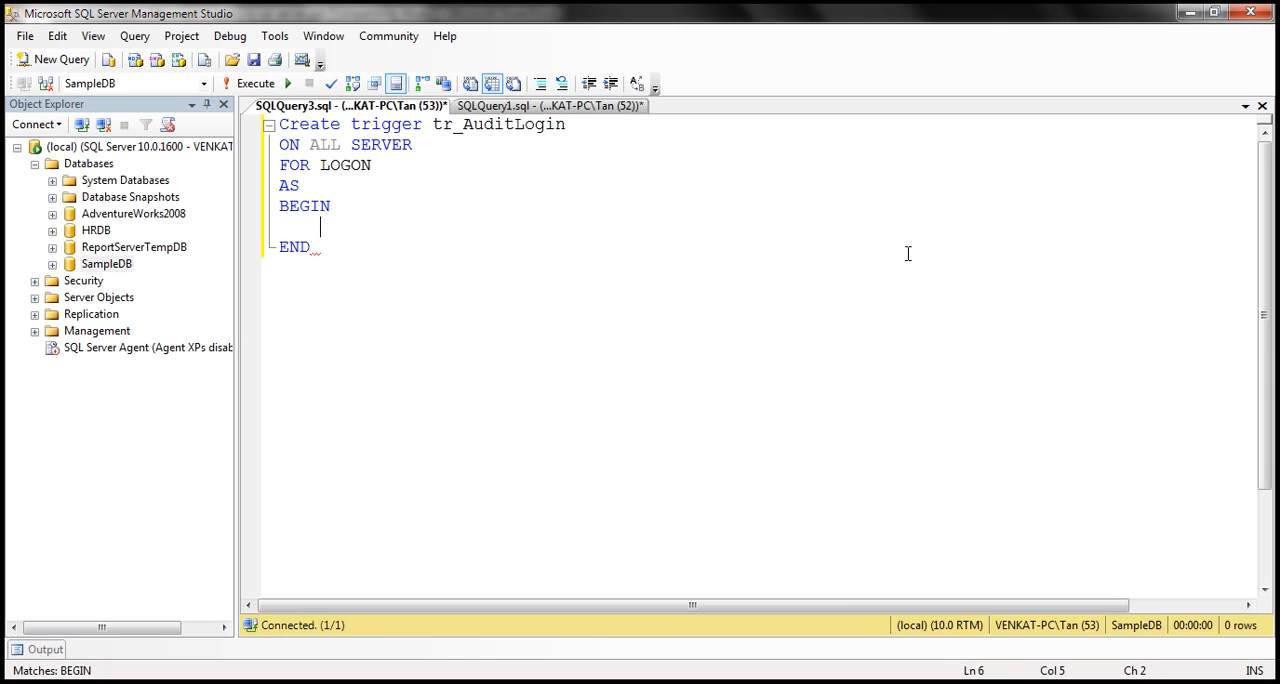 Microsoft SQL Server Management Studio
File Edit View Query Project Debug Tools Window Community Help
New Query
SampleDB Execute
Object Explorer
SQLQuery3.sql - (...KAT-PC\Tan (53))* SQLQuery1.sql - (...KAT-PC\Tan (52))*
Connect
(local) (SQL Server 10.0.1600 - VENKAT
Databases
System Databases
Database Snapshots
AdventureWorks2008
HRDB
ReportServerTempDB
SampleDB
Security
Server Objects
Replication
Management
SQL Server Agent (Agent XPs disab
Create trigger tr_AuditLogin
ON ALL SERVER
FOR LOGON
AS
BEGIN
END
Connected. (1/1) (local) (10.0 RTM) VENKAT-PC\Tan (53) SampleDB 00:00:00 0 rows
Output
Matches: BEGIN Ln 6 Col 5 Ch 2 INS